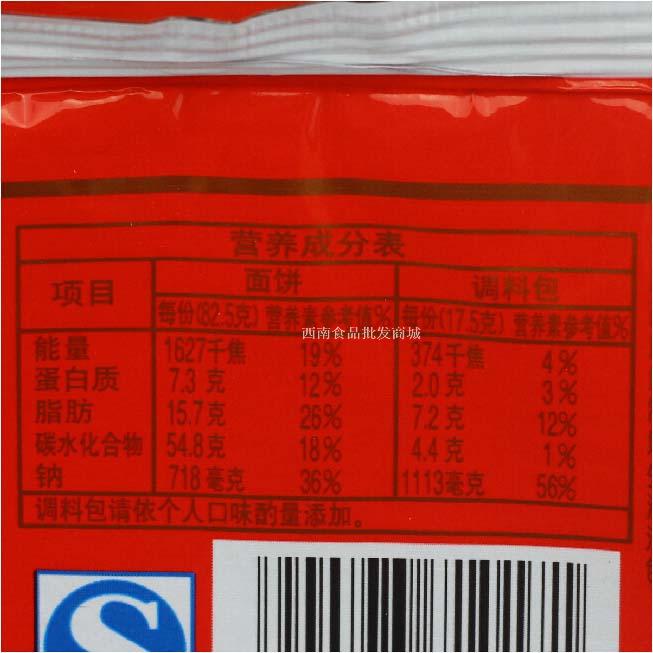 营养成分表
项目 面饼 调料包
每份(82.5克) 营养素参考值% 每份(17.5克) 营养素参考值%
西南食品批发商城
能量 1627千焦 19% 374千焦 4%
蛋白质 7.3 克 12% 2.0 克 3%
脂肪 15.7克 26% 7.2 克 12%
碳水化合物 54.8克 18% 4.4 克 1%
钠 718毫克 36% 1113毫克 56%
调料包请依个人口味酌量添加。
S